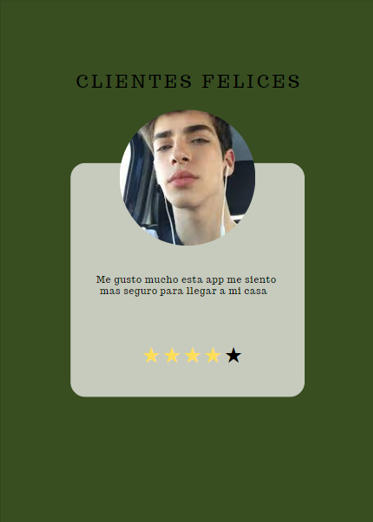 CLIENTES FELICES
Me gusto mucho esta app me siento
mas seguro para llegar a mi casa